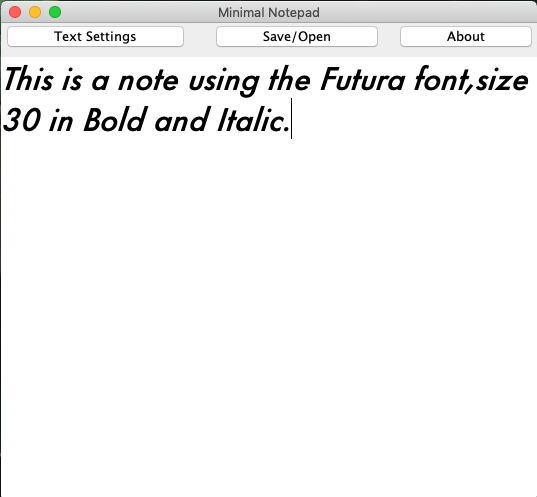 Minimal Notepad
Text Settings
Save/Open
About
This is a note using the Futura font,size
30 in Bold and Italic.